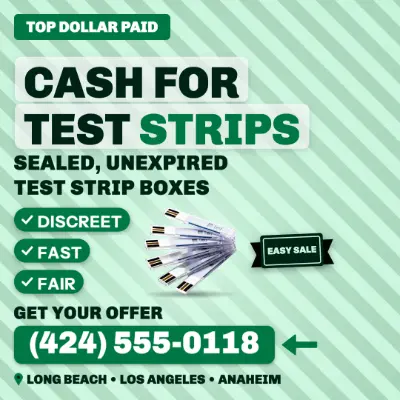 TOP DOLLAR PAID
CASH FOR
TEST STRIPS
SEALED, UNEXPIRED
TEST STRIP BOXES
DISCREET
FAST
FAIR
EASY SALE
GET YOUR OFFER
(424) 555-0118
LONG BEACH • LOS ANGELES • ANAHEIM